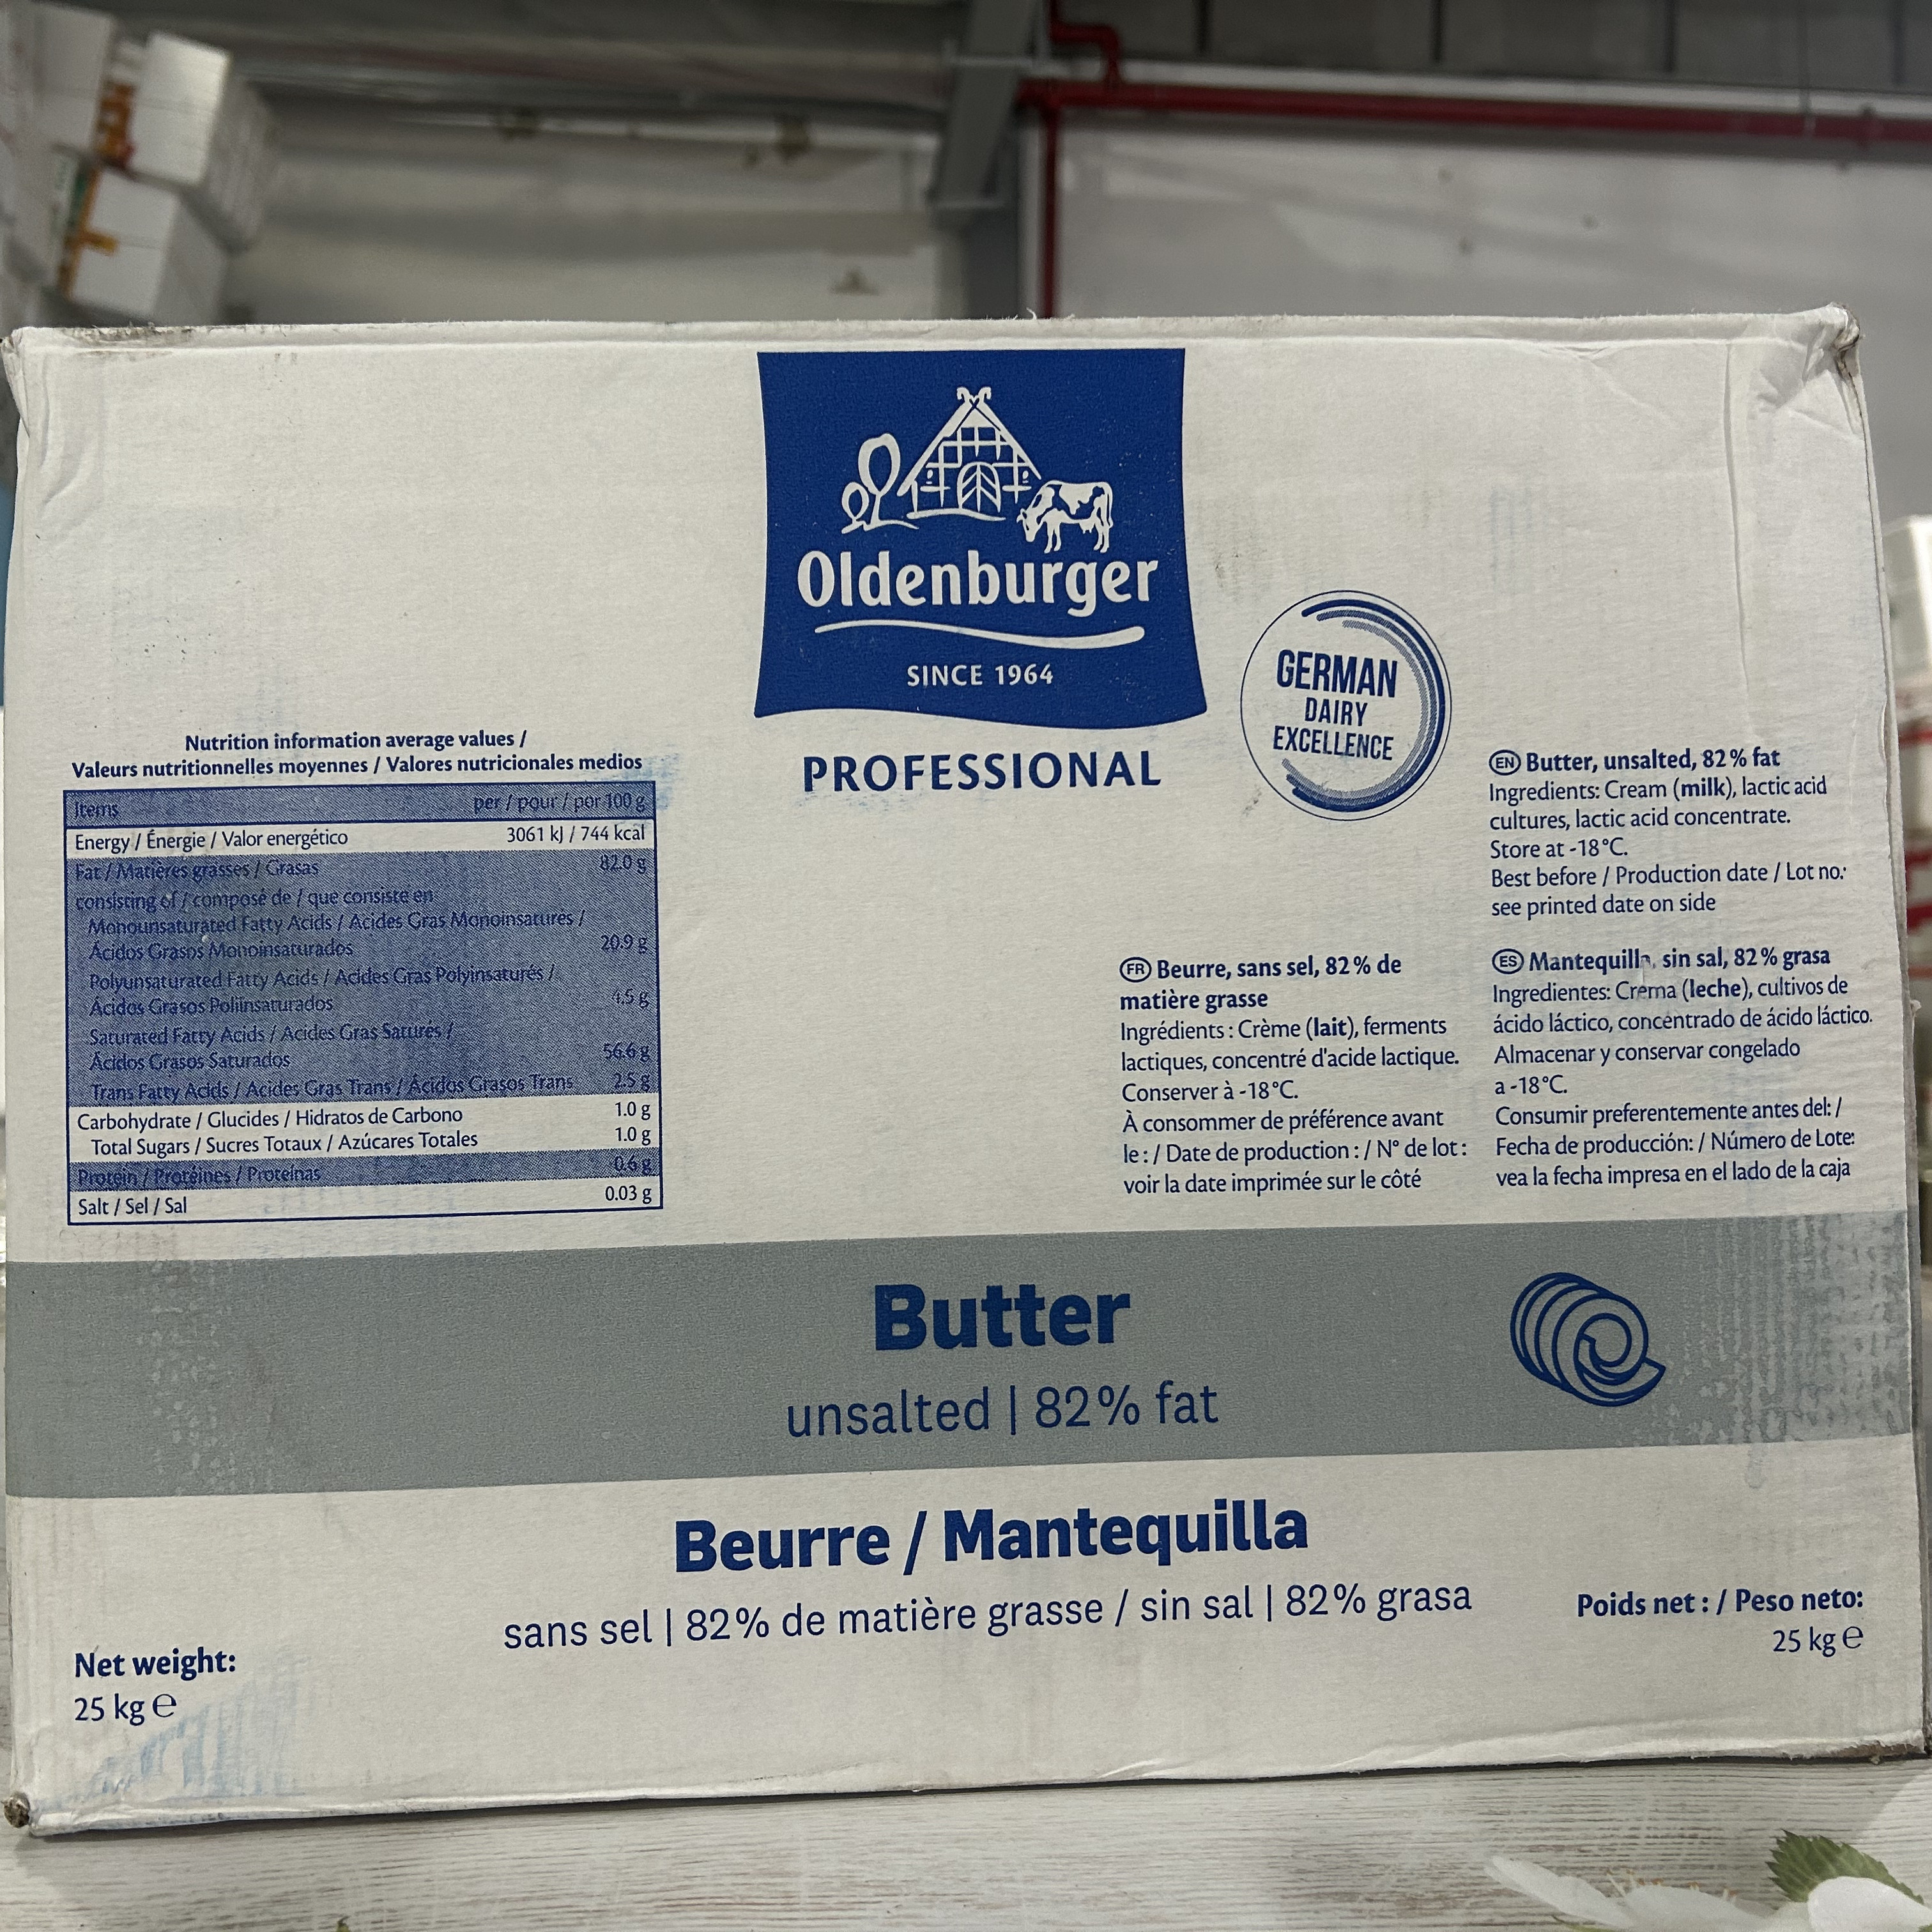 Oldenburger
SINCE 1964
PROFESSIONAL
GERMAN
DAIRY
EXCELLENCE
Nutrition information average values /
Valeurs nutritionnelles moyennes / Valores nutricionales medios
Items per / pour / por 100 g
Energy / Énergie / Valor energético 3061 kJ / 744 kcal
Fat / Matières grasses / Grasas 82.0 g
consisting of / composé de / que consiste en
Monounsaturated Fatty Acids / Acides Gras Monoinsaturés /
Ácidos Grasos Monoinsaturados 20.9 g
Polyunsaturated Fatty Acids / Acides Gras Polyinsaturés /
Ácidos Grasos Poliinsaturados
Saturated Fatty Acids / Acides Gras Saturés /
Ácidos Grasos Saturados 56.6 g
Trans Fatty Acids / Acides Gras Trans / Ácidos Grasos Trans 2.5 g
Carbohydrate / Glucides / Hidratos de Carbono 1.0 g
Total Sugars / Sucres Totaux / Azúcares Totales 1.0 g
Protein / Protéines / Proteínas 0.6 g
Salt / Sel / Sal 0.03 g
EN Butter, unsalted, 82 % fat
Ingredients: Cream (milk), lactic acid
cultures, lactic acid concentrate.
Store at -18 °C.
Best before / Production date / Lot no.:
see printed date on side
FR Beurre, sans sel, 82 % de
matière grasse
Ingrédients : Crème (lait), ferments
lactiques, concentré d'acide lactique.
Conserver à -18 °C.
À consommer de préférence avant
le : / Date de production : / N° de lot :
voir la date imprimée sur le côté
ES Mantequilla, sin sal, 82 % grasa
Ingredientes: Crema (leche), cultivos de
ácido láctico, concentrado de ácido láctico.
Almacenar y conservar congelado
a -18 °C.
Consumir preferentemente antes del: /
Fecha de producción: / Número de Lote:
vea la fecha impresa en el lado de la caja
Butter
unsalted | 82 % fat
Beurre / Mantequilla
sans sel | 82 % de matière grasse / sin sal | 82 % grasa
Net weight:
25 kg ℮
Poids net : / Peso neto:
25 kg ℮